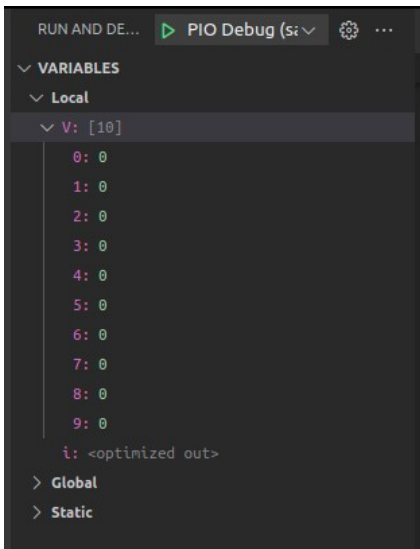 RUN AND DE... PIO Debug (sa
VARIABLES
Local
V: [10]
0: 0
1: 0
2: 0
3: 0
4: 0
5: 0
6: 0
7: 0
8: 0
9: 0
i: <optimized out>
Global
Static